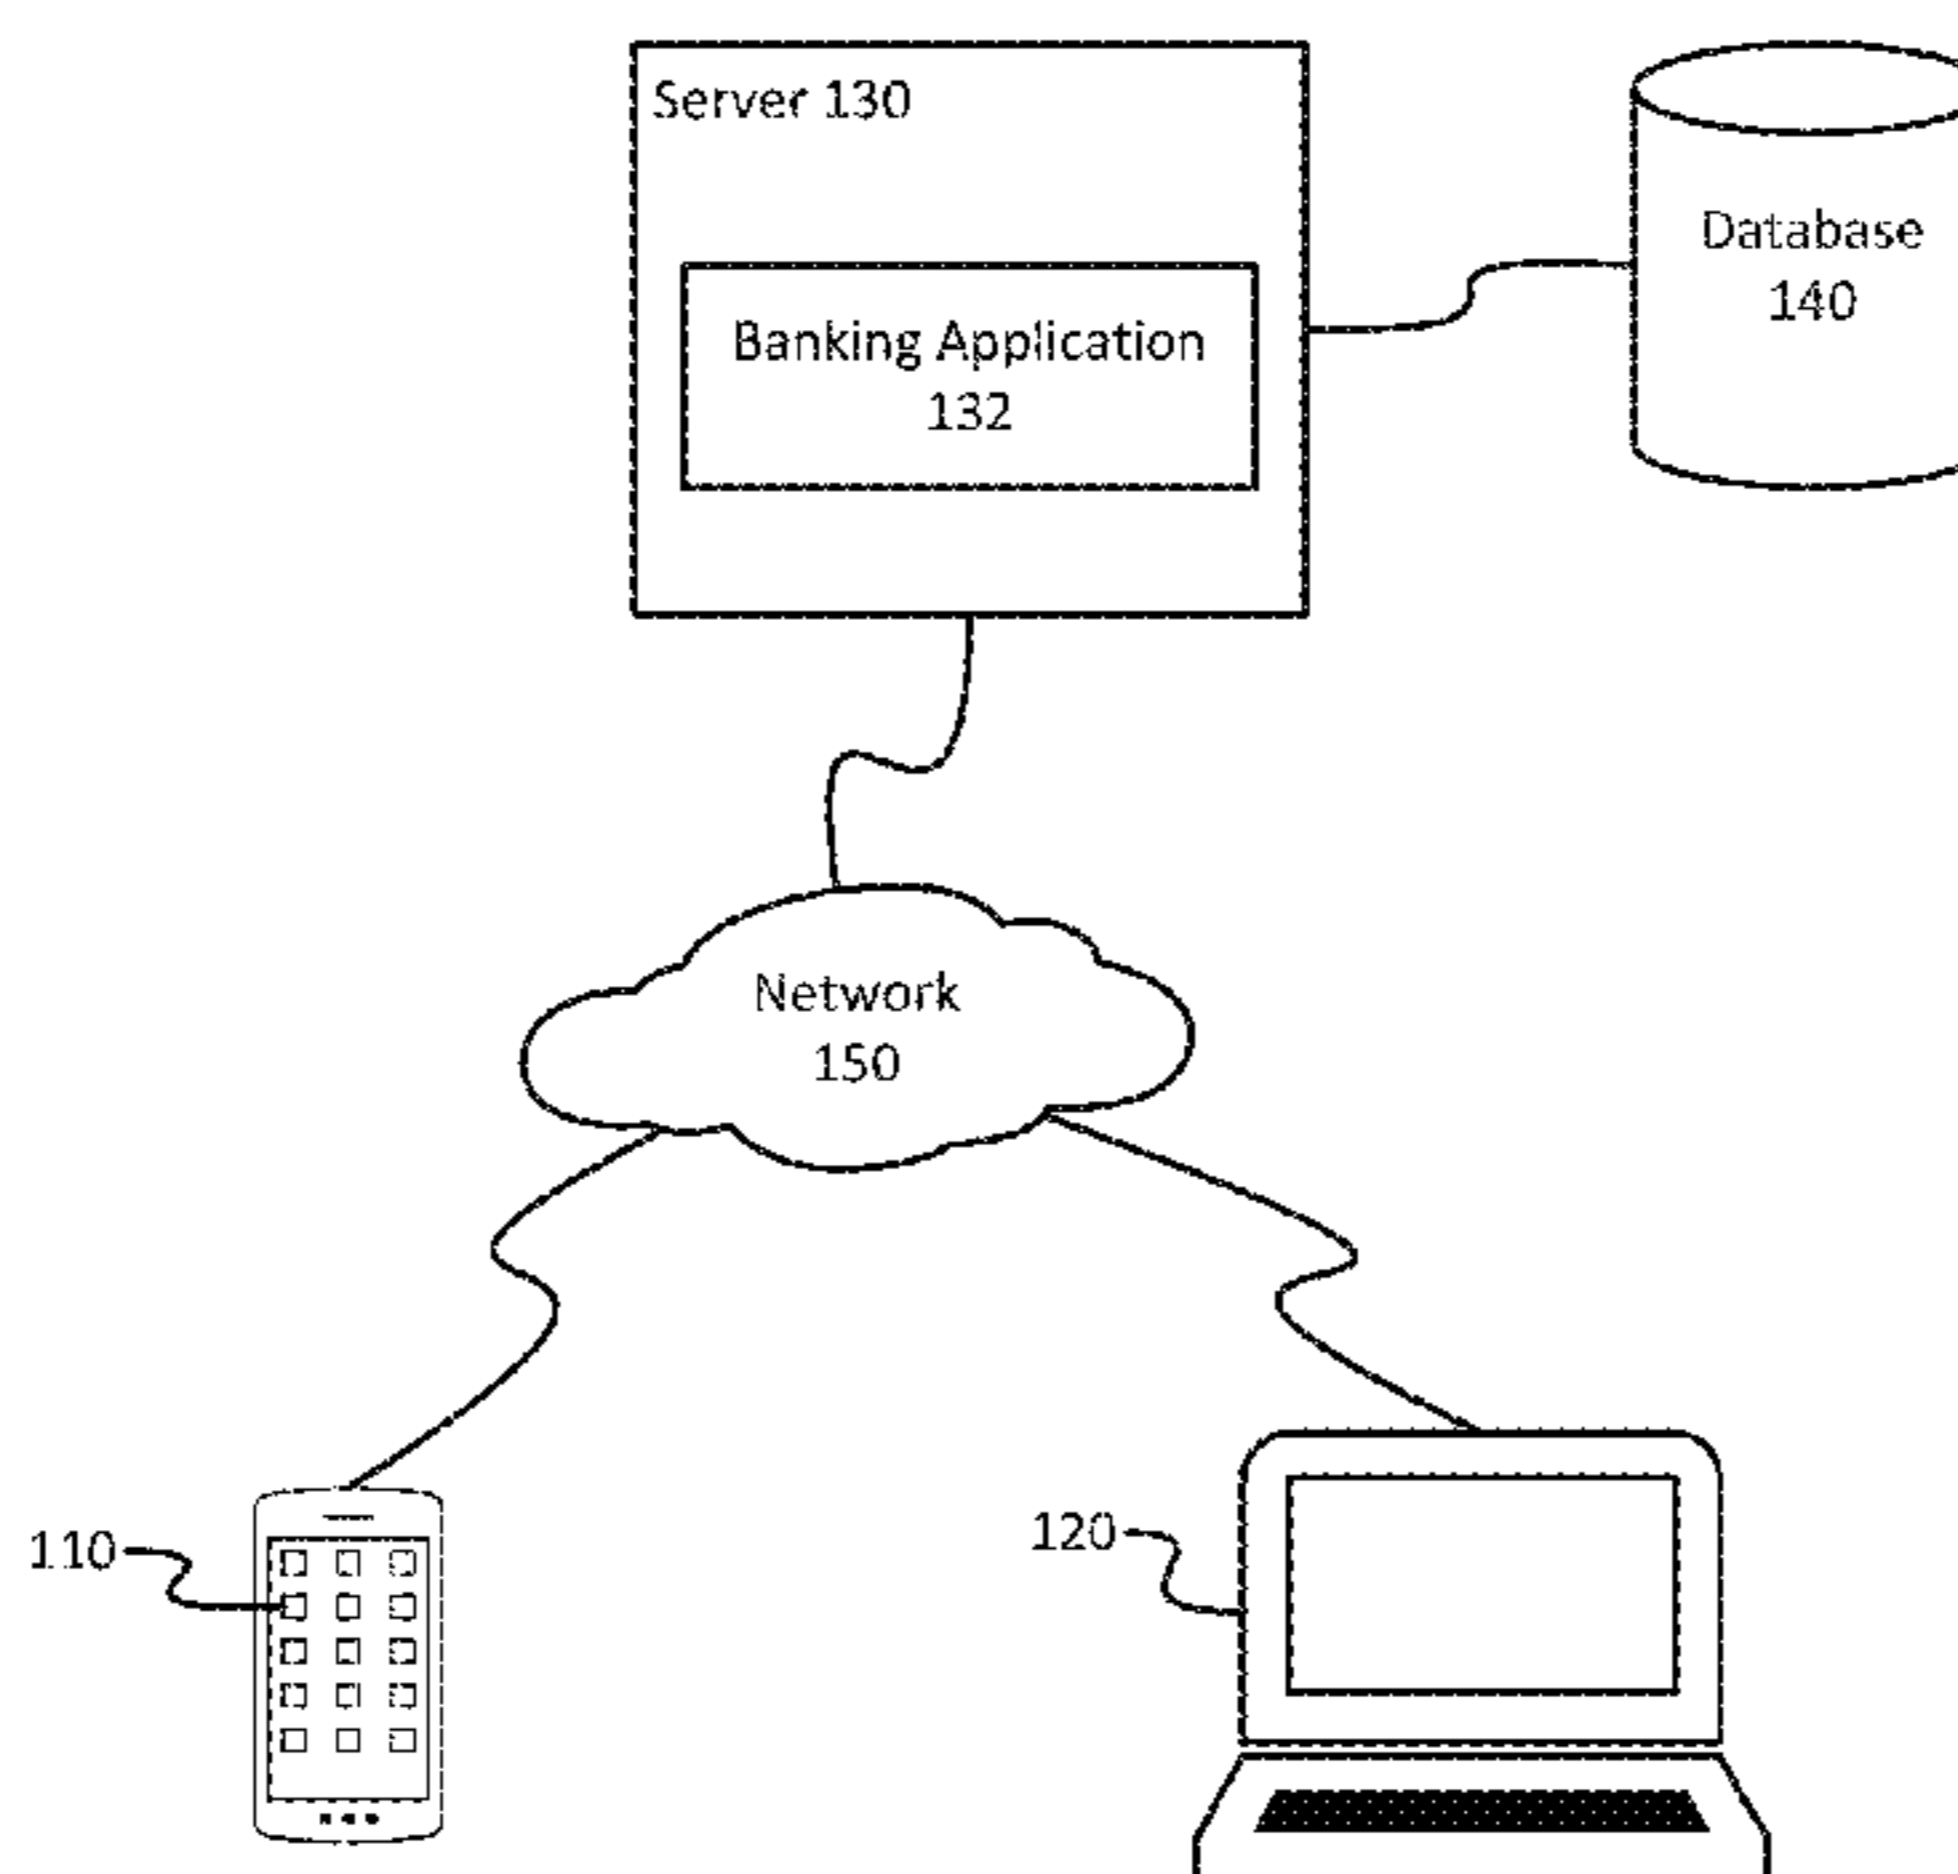 Server 130
Banking Application
132
Database
140
Network
150
110
120